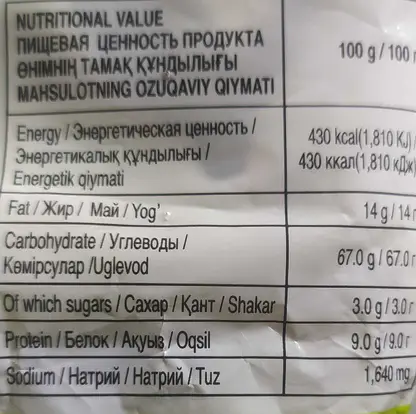 NUTRITIONAL VALUE
ПИЩЕВАЯ ЦЕННОСТЬ ПРОДУКТА
ӨНІМНІҢ ТАМАҚ ҚҰНДЫЛЫҒЫ
MAHSULOTNING OZUQAVIY QIYMATI
100 g / 100 г
Energy / Энергетическая ценность /
Энергетикалық құндылығы /
Energetik qiymati
430 kcal(1,810 KJ)/
430 ккал(1,810 кДж)
Fat / Жир / Май / Yog'
14 g / 14 г
Carbohydrate / Углеводы /
Көмірсулар /Uglevod
67.0 g / 67.0 г
Of which sugars / Сахар / Қант / Shakar
3.0 g / 3.0 г
Protein / Белок / Ақуыз / Oqsil
9.0 g / 9.0 г
Sodium / Натрий / Натрий / Tuz
1,640 mg /